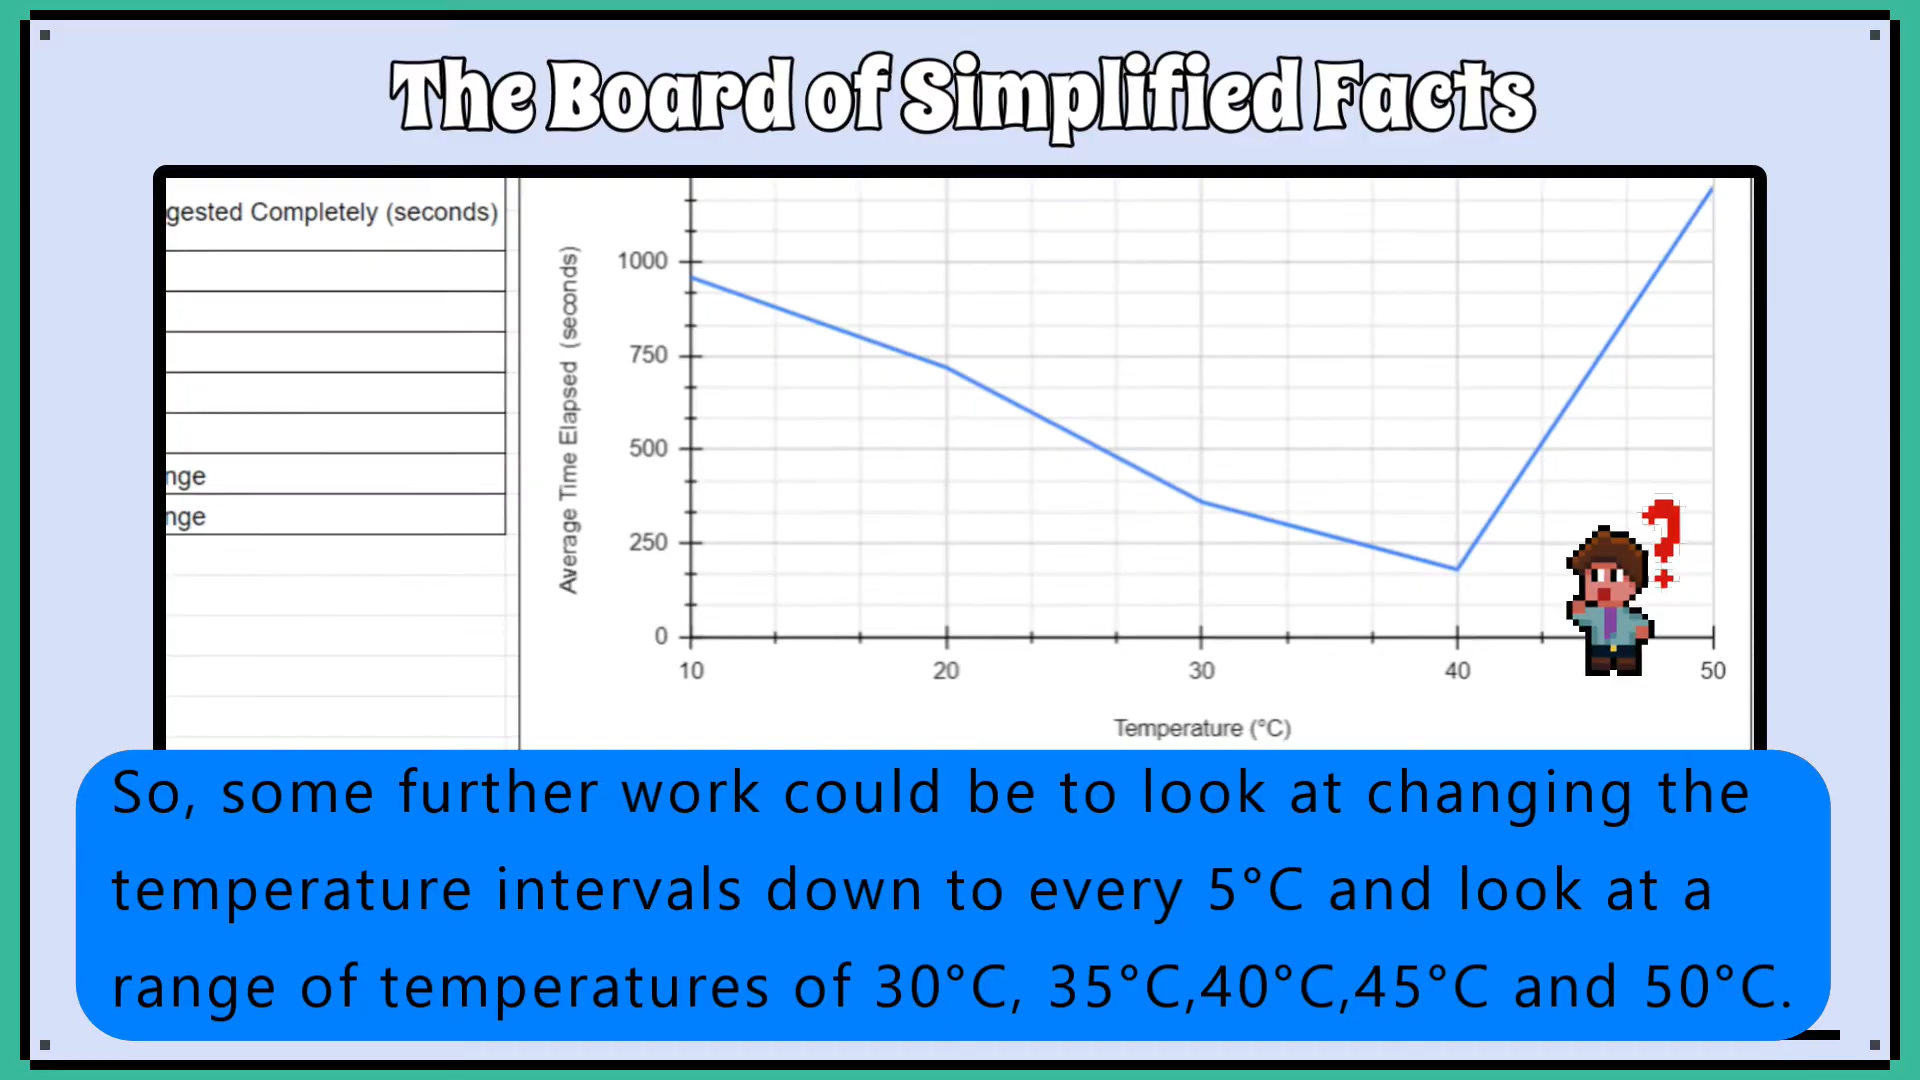 The Board of Simplified Facts
gested Completely (seconds)
nge
nge
Average Time Elapsed (seconds)
1000
750
500
250
0
10 20 30 40 50
Temperature (°C)
?
So, some further work could be to look at changing the
temperature intervals down to every 5°C and look at a
range of temperatures of 30°C, 35°C,40°C,45°C and 50°C.